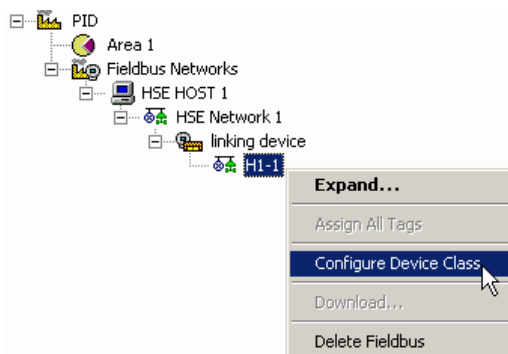 PID
Area 1
Fieldbus Networks
HSE HOST 1
HSE Network 1
linking device
H1-1
Expand...
Assign All Tags
Configure Device Class
Download...
Delete Fieldbus